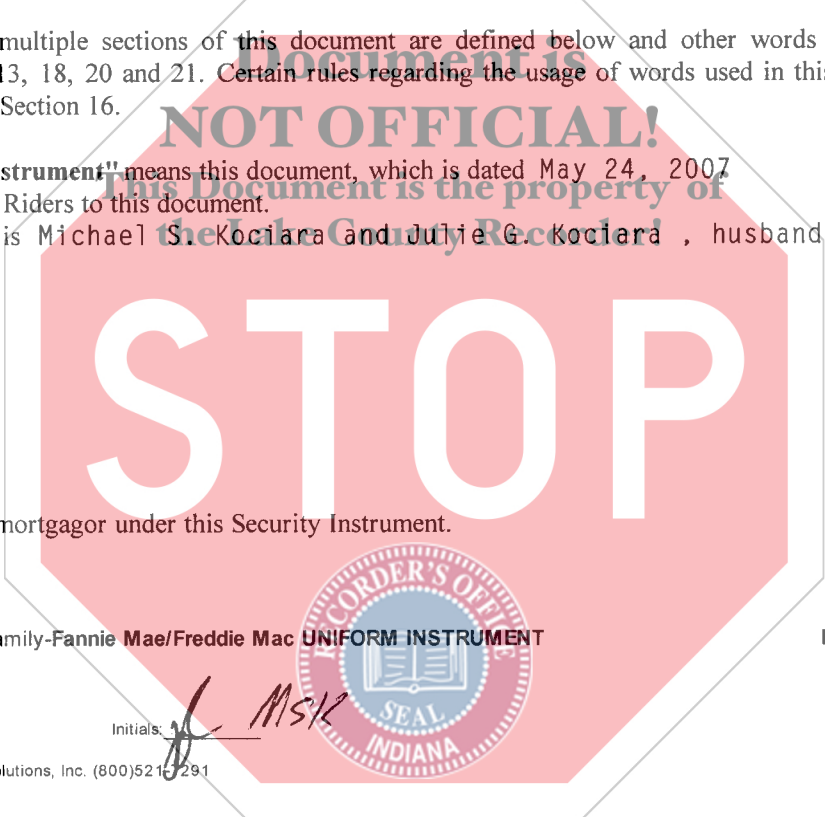 multiple sections of this document are defined below and other words
Document is
13, 18, 20 and 21. Certain rules regarding the usage of words used in this
Section 16.
NOT OFFICIAL!
strument" means this document, which is dated May 24, 2007
This Document is the property of
Riders to this document.
the Lake County Recorder!
is Michael S. Kociara and Julie G. Kociara , husband
STOP
mortgagor under this Security Instrument.
RECORDER'S OFFICE
amily-Fannie Mae/Freddie Mac UNIFORM INSTRUMENT
SEAL
INDIANA
Initials: MSK
lutions, Inc. (800)521-7291